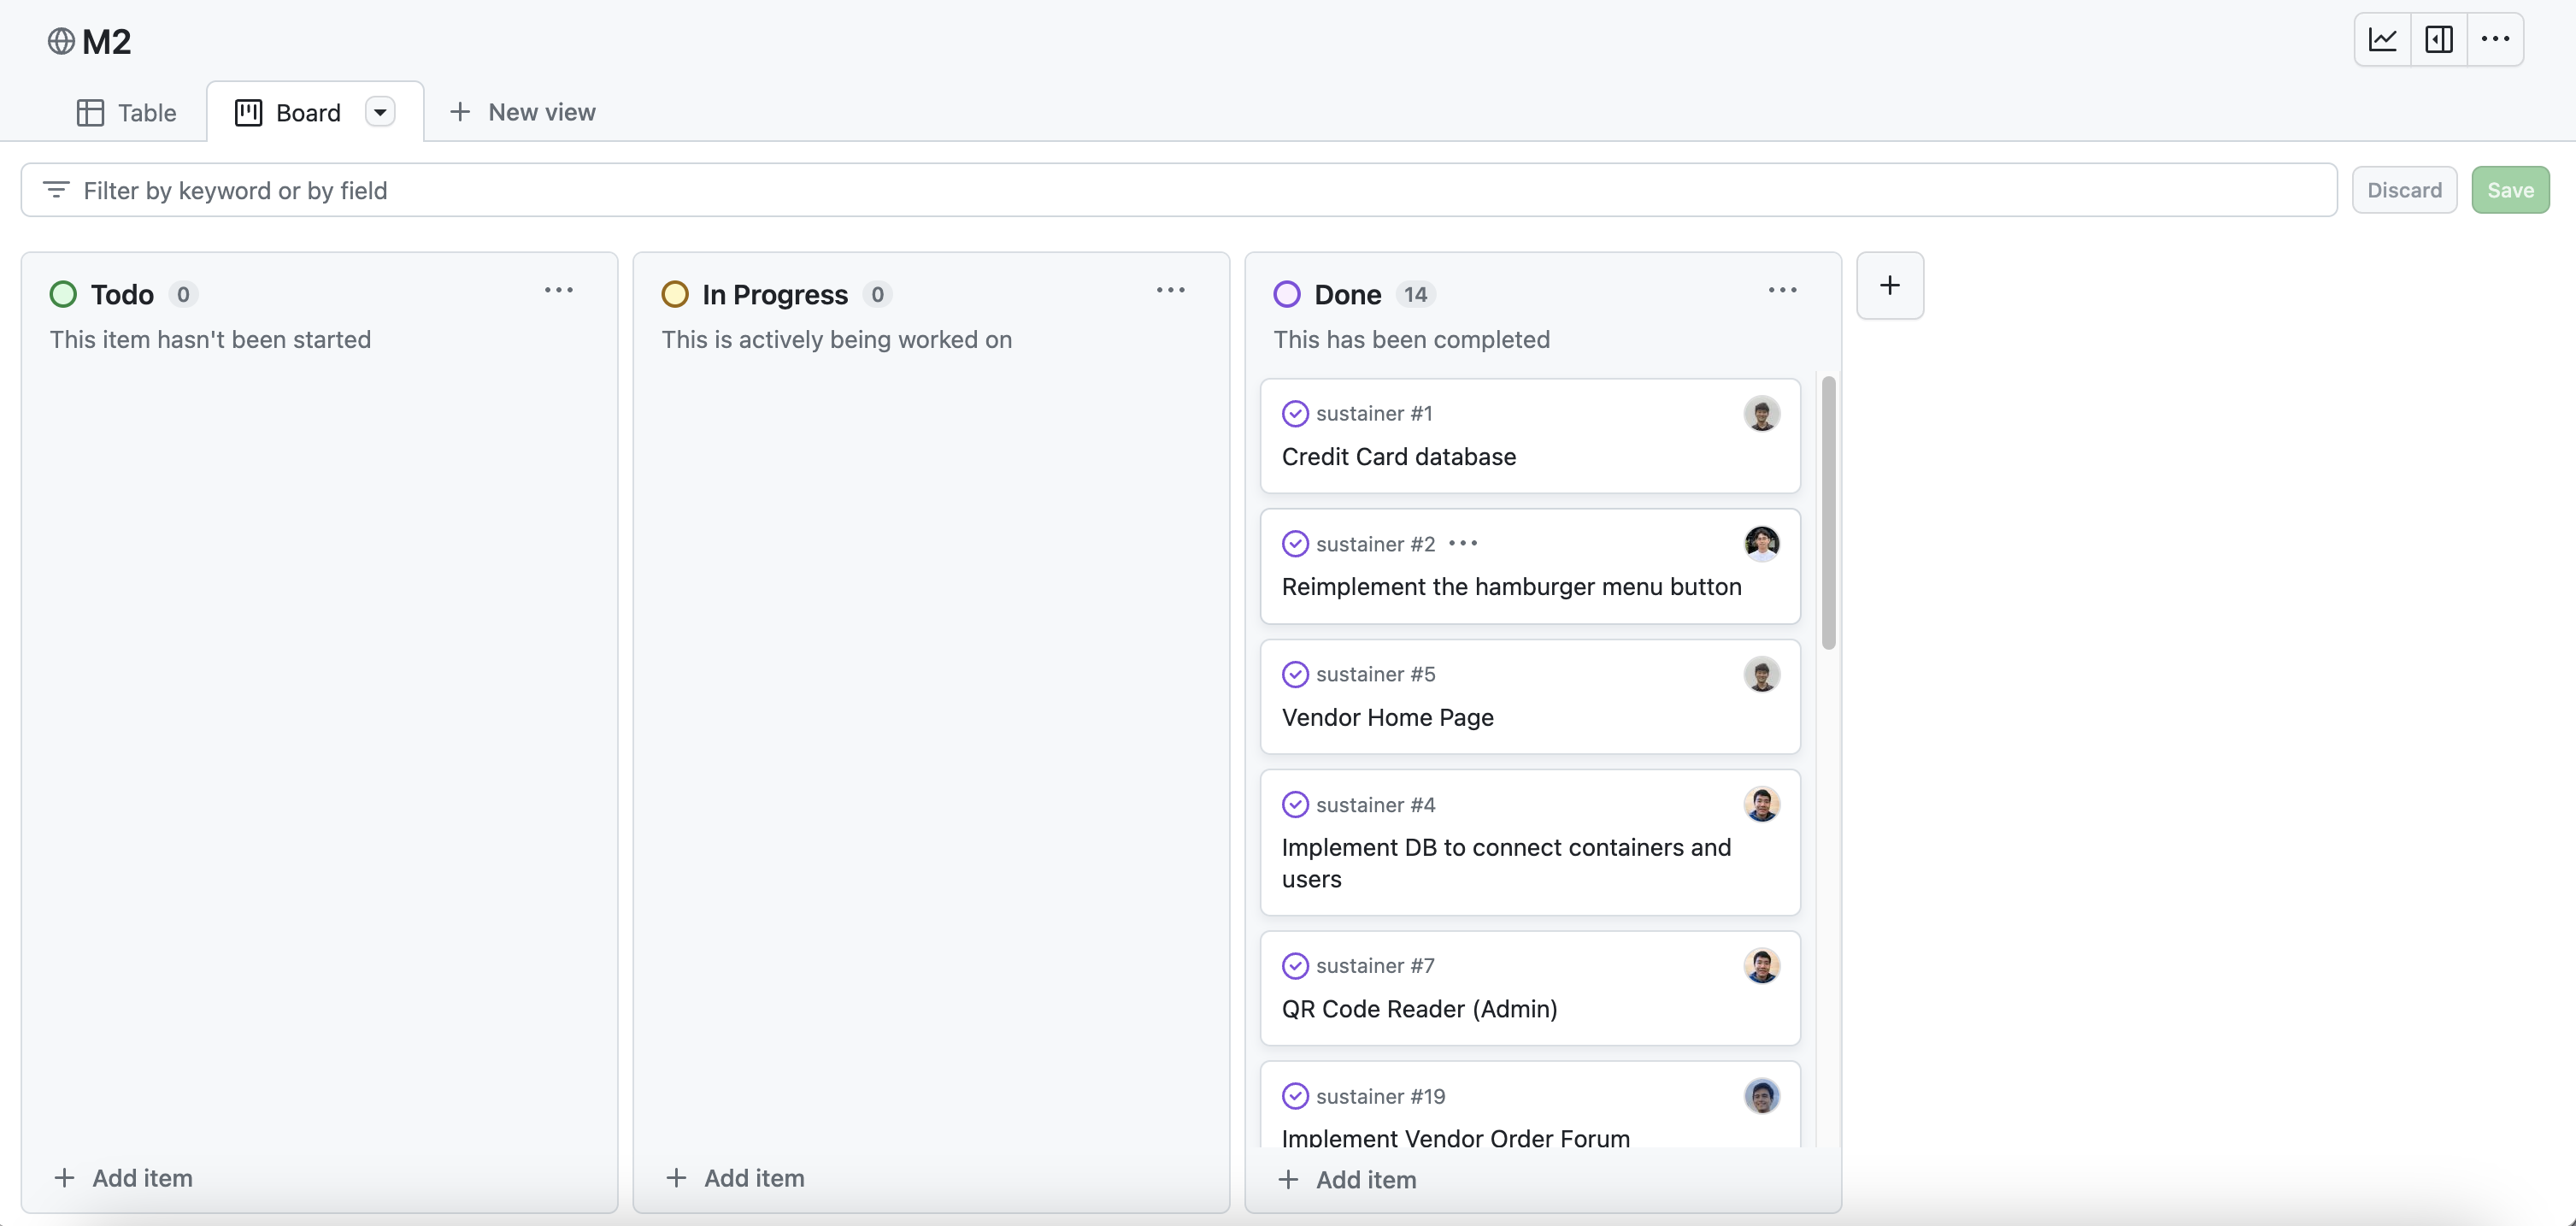 M2
Table
Board
New view
Filter by keyword or by field
Discard
Save
Todo 0
This item hasn't been started
Add item
In Progress 0
This is actively being worked on
Add item
Done 14
This has been completed
sustainer #1
Credit Card database
sustainer #2
Reimplement the hamburger menu button
sustainer #5
Vendor Home Page
sustainer #4
Implement DB to connect containers and
users
sustainer #7
QR Code Reader (Admin)
sustainer #19
Implement Vendor Order Forum
Add item